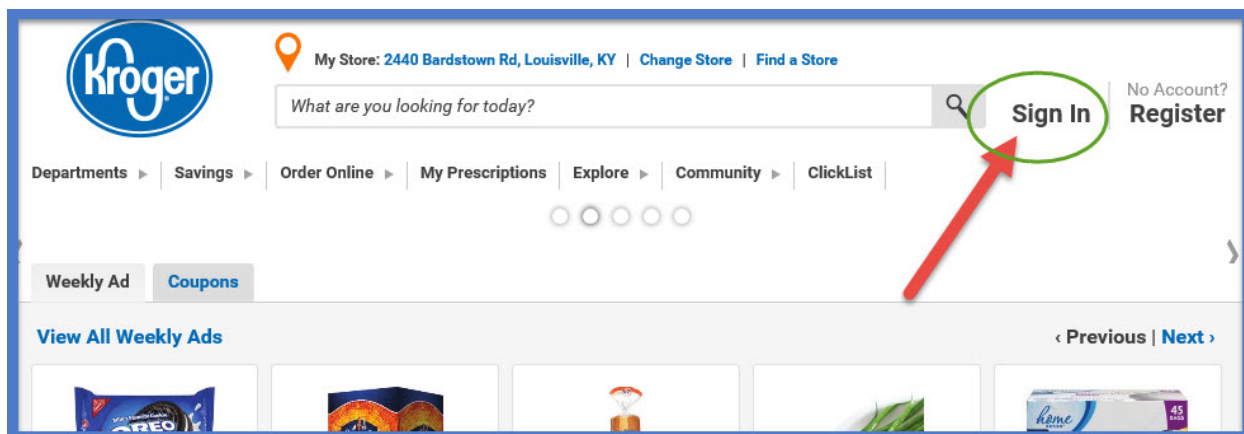 Kroger
My Store: 2440 Bardstown Rd, Louisville, KY | Change Store | Find a Store
What are you looking for today?
Sign In
No Account?
Register
Departments
Savings
Order Online
My Prescriptions
Explore
Community
ClickList
Weekly Ad
Coupons
View All Weekly Ads
‹ Previous | Next ›
OREO
home
45
BAGS